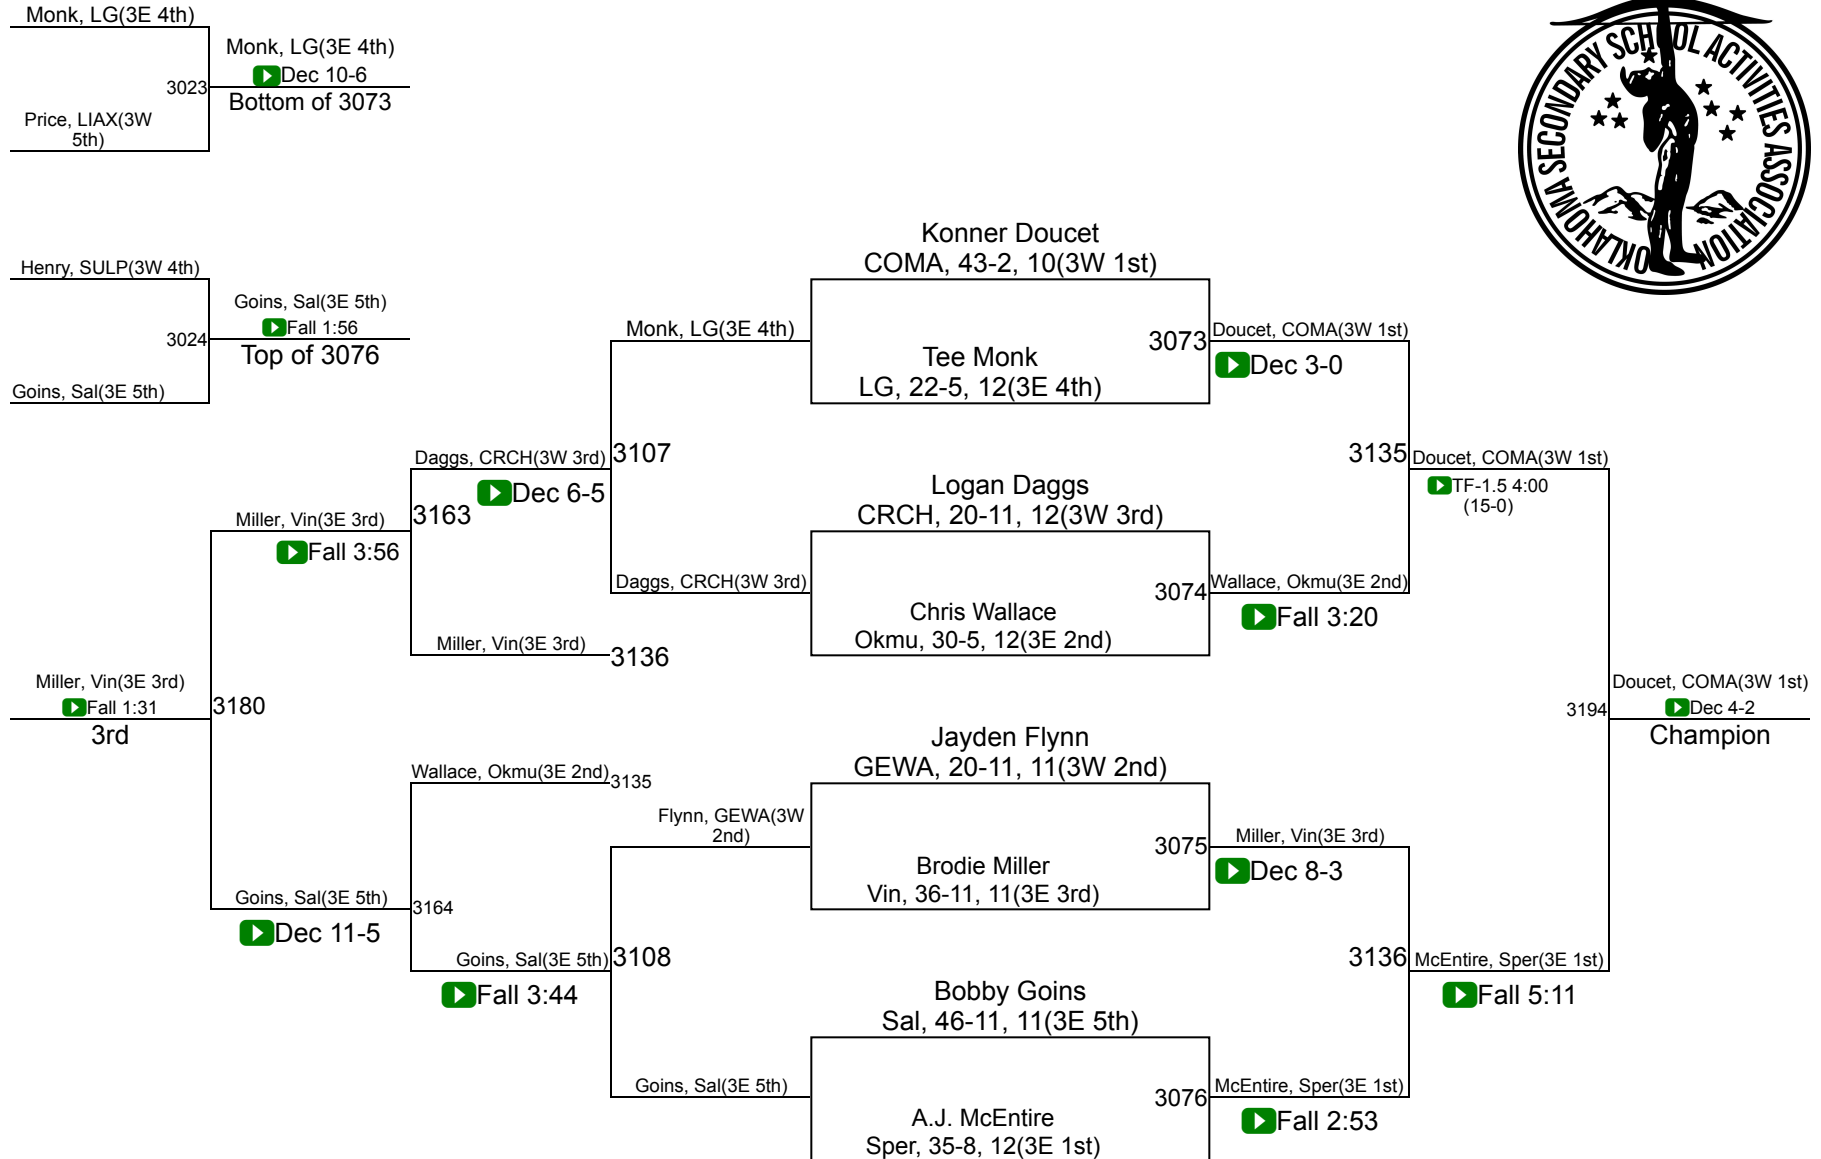 Monk, LG(3E 4th)
3023
Price, LIAX(3W
5th)
Monk, LG(3E 4th)
Dec 10-6
Bottom of 3073
OKLAHOMA SECONDARY SCHOOL ACTIVITIES ASSOCIATION
Henry, SULP(3W 4th)
3024
Goins, Sal(3E 5th)
Goins, Sal(3E 5th)
Fall 1:56
Top of 3076
Konner Doucet
COMA, 43-2, 10(3W 1st)
Monk, LG(3E 4th)
3073
Tee Monk
LG, 22-5, 12(3E 4th)
Doucet, COMA(3W 1st)
Dec 3-0
Daggs, CRCH(3W 3rd)
3107
Dec 6-5
3135
Doucet, COMA(3W 1st)
TF-1.5 4:00
(15-0)
Logan Daggs
CRCH, 20-11, 12(3W 3rd)
Miller, Vin(3E 3rd)
3163
Fall 3:56
Daggs, CRCH(3W 3rd)
3074
Chris Wallace
Okmu, 30-5, 12(3E 2nd)
Wallace, Okmu(3E 2nd)
Fall 3:20
Miller, Vin(3E 3rd)
3136
Miller, Vin(3E 3rd)
Fall 1:31
3rd
3180
3194
Doucet, COMA(3W 1st)
Dec 4-2
Champion
Jayden Flynn
GEWA, 20-11, 11(3W 2nd)
Wallace, Okmu(3E 2nd)
3135
Flynn, GEWA(3W
2nd)
3075
Brodie Miller
Vin, 36-11, 11(3E 3rd)
Miller, Vin(3E 3rd)
Dec 8-3
Goins, Sal(3E 5th)
3164
Dec 11-5
Goins, Sal(3E 5th)
3108
Fall 3:44
3136
McEntire, Sper(3E 1st)
Fall 5:11
Bobby Goins
Sal, 46-11, 11(3E 5th)
Goins, Sal(3E 5th)
3076
A.J. McEntire
Sper, 35-8, 12(3E 1st)
McEntire, Sper(3E 1st)
Fall 2:53